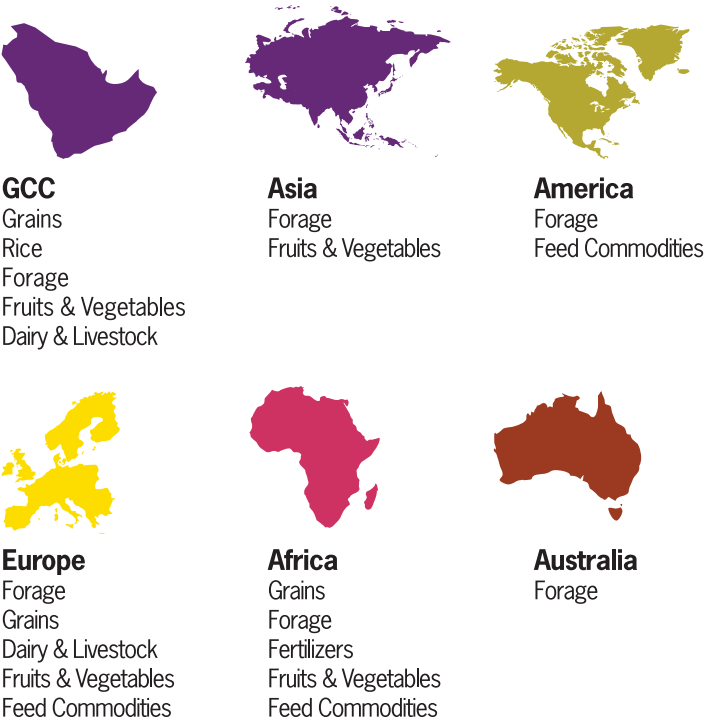 GCC
Grains
Rice
Forage
Fruits & Vegetables
Dairy & Livestock
Asia
Forage
Fruits & Vegetables
America
Forage
Feed Commodities
Europe
Forage
Grains
Dairy & Livestock
Fruits & Vegetables
Feed Commodities
Africa
Grains
Forage
Fertilizers
Fruits & Vegetables
Feed Commodities
Australia
Forage